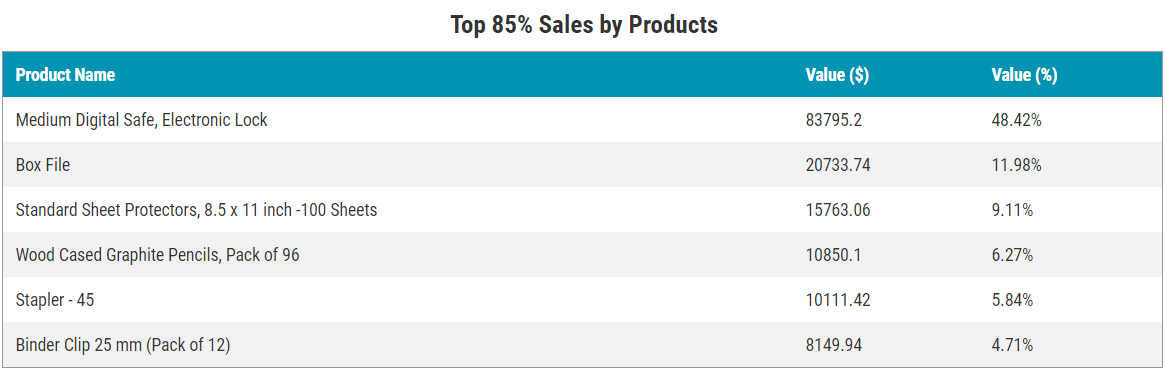 Top 85% Sales by Products
Product Name Value ($) Value (%)
Medium Digital Safe, Electronic Lock 83795.2 48.42%
Box File 20733.74 11.98%
Standard Sheet Protectors, 8.5 x 11 inch -100 Sheets 15763.06 9.11%
Wood Cased Graphite Pencils, Pack of 96 10850.1 6.27%
Stapler - 45 10111.42 5.84%
Binder Clip 25 mm (Pack of 12) 8149.94 4.71%